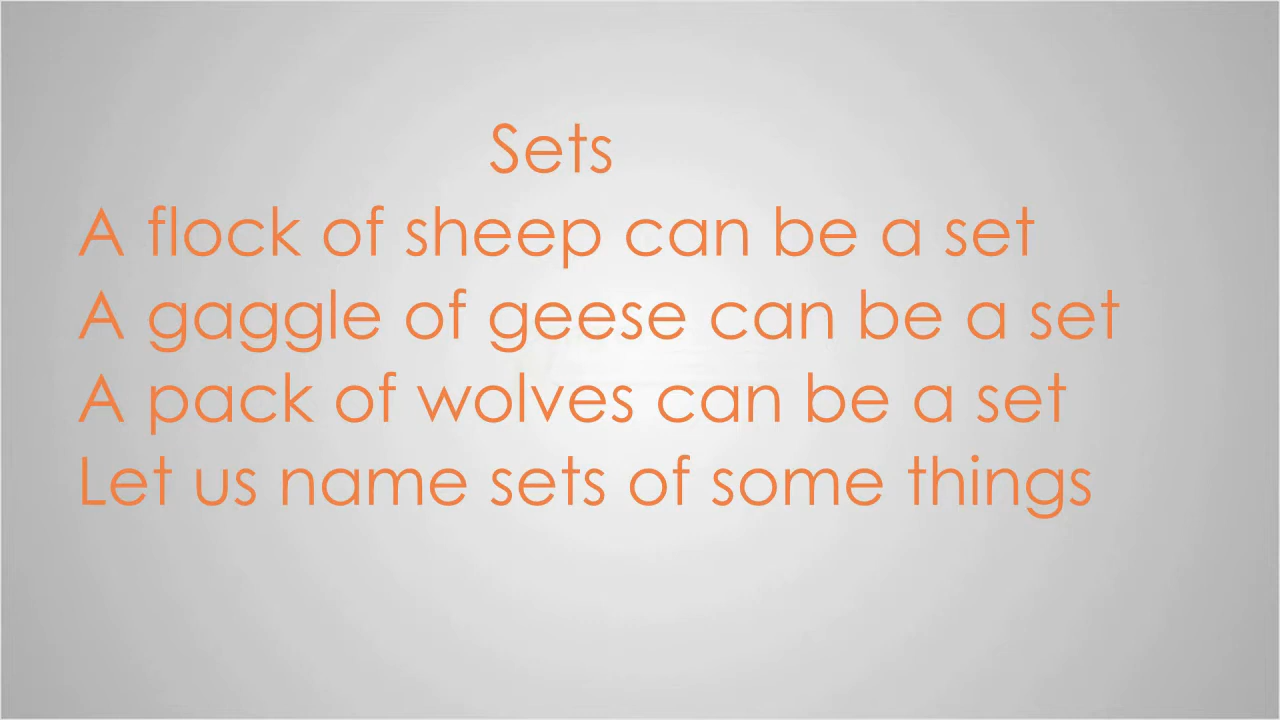 Sets
A flock of sheep can be a set
A gaggle of geese can be a set
A pack of wolves can be a set
Let us name sets of some things